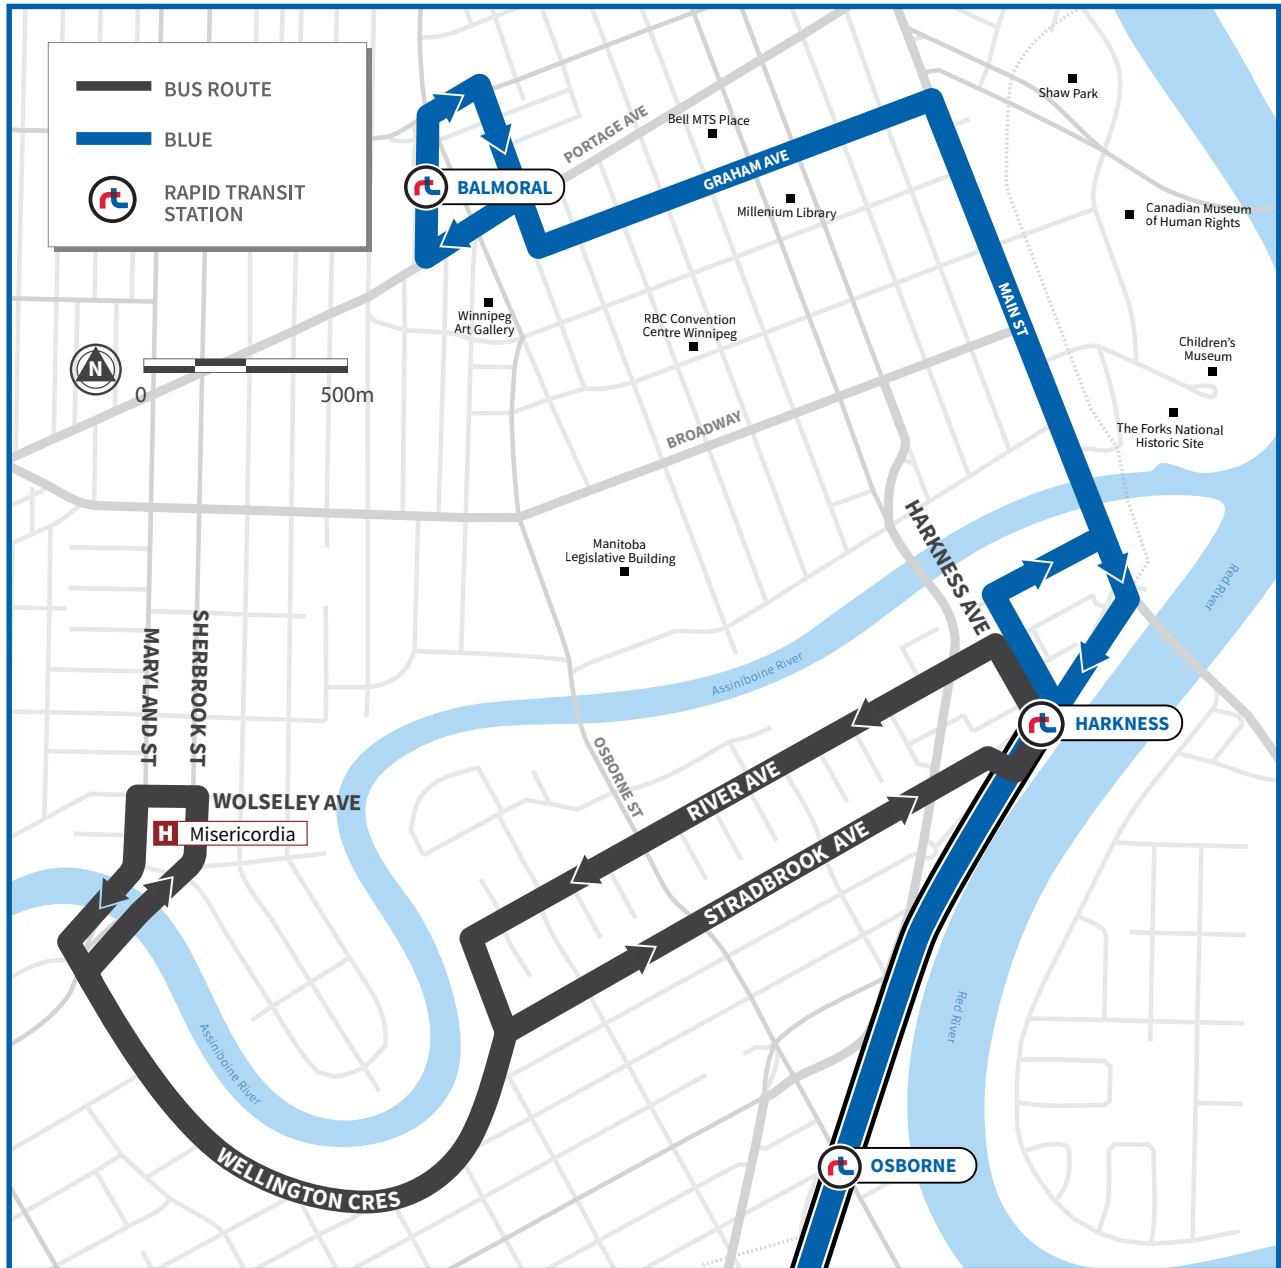 BUS ROUTE
BLUE
RAPID TRANSIT
STATION
N
0
500m
BALMORAL
PORTAGE AVE
Bell MTS Place
GRAHAM AVE
Millenium Library
Shaw Park
Canadian Museum
of Human Rights
MAIN ST
Winnipeg
Art Gallery
RBC Convention
Centre Winnipeg
Children's
Museum
The Forks National
Historic Site
BROADWAY
HARKNESS AVE
Manitoba
Legislative Building
Red River
Assiniboine River
MARYLAND ST
SHERBROOK ST
HARKNESS
OSBORNE ST
RIVER AVE
WOLSELEY AVE
H Misericordia
STRADBROOK AVE
Assiniboine River
Red River
WELLINGTON CRES
OSBORNE